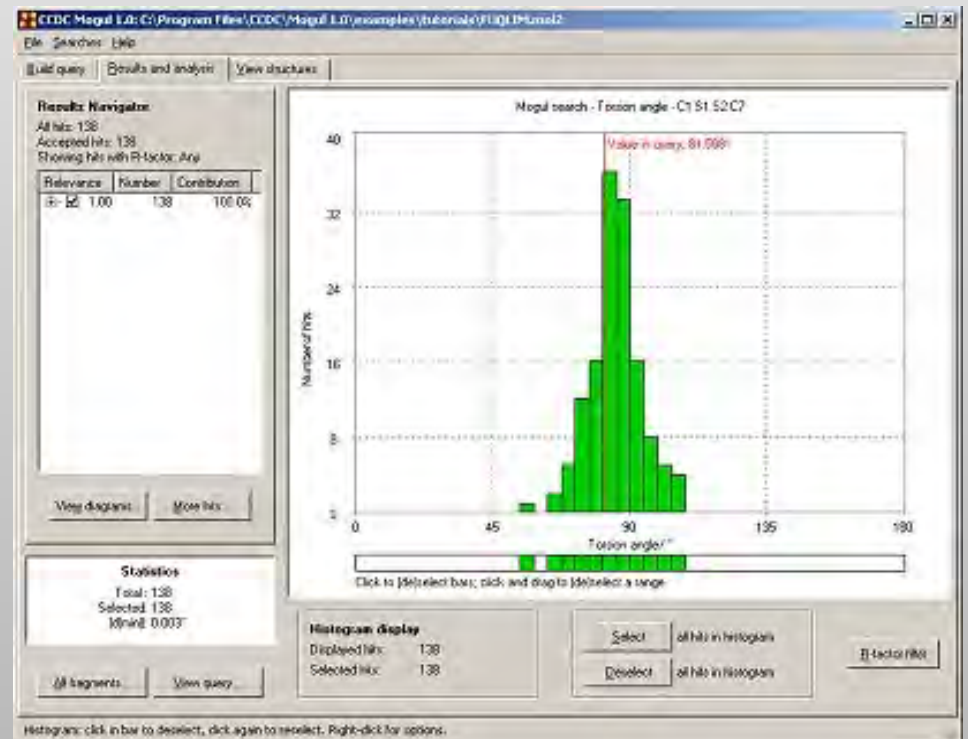 CCDC Mogul 1.0: C:\Program Files\CCDC\Mogul 1.0\examples\tutorials\FUQLIM.mol2
File Searches Help
Build query Results and analysis View structures
Results Navigator
All hits: 138
Accepted hits: 138
Showing hits with R-factor: Any
Relevance Number Contribution
1.00 138 100.0%
View diagrams... More hits...
Statistics
Total: 138
Selected: 138
|d|min|: 0.003°
All fragments... View query...
Mogul search - Torsion angle - C1 S1 S2 C7
Value in query:
Number of hits
40
32
24
16
8
0
0 45 90 135 180
Torsion angle/ °
Click to [de]select bars; click and drag to [de]select a range
Histogram display
Displayed hits: 138
Selected hits: 138
Select all hits in histogram
Deselect all hits in histogram
R-factor filter
Histogram: click in bar to deselect, click again to reselect. Right-click for options.